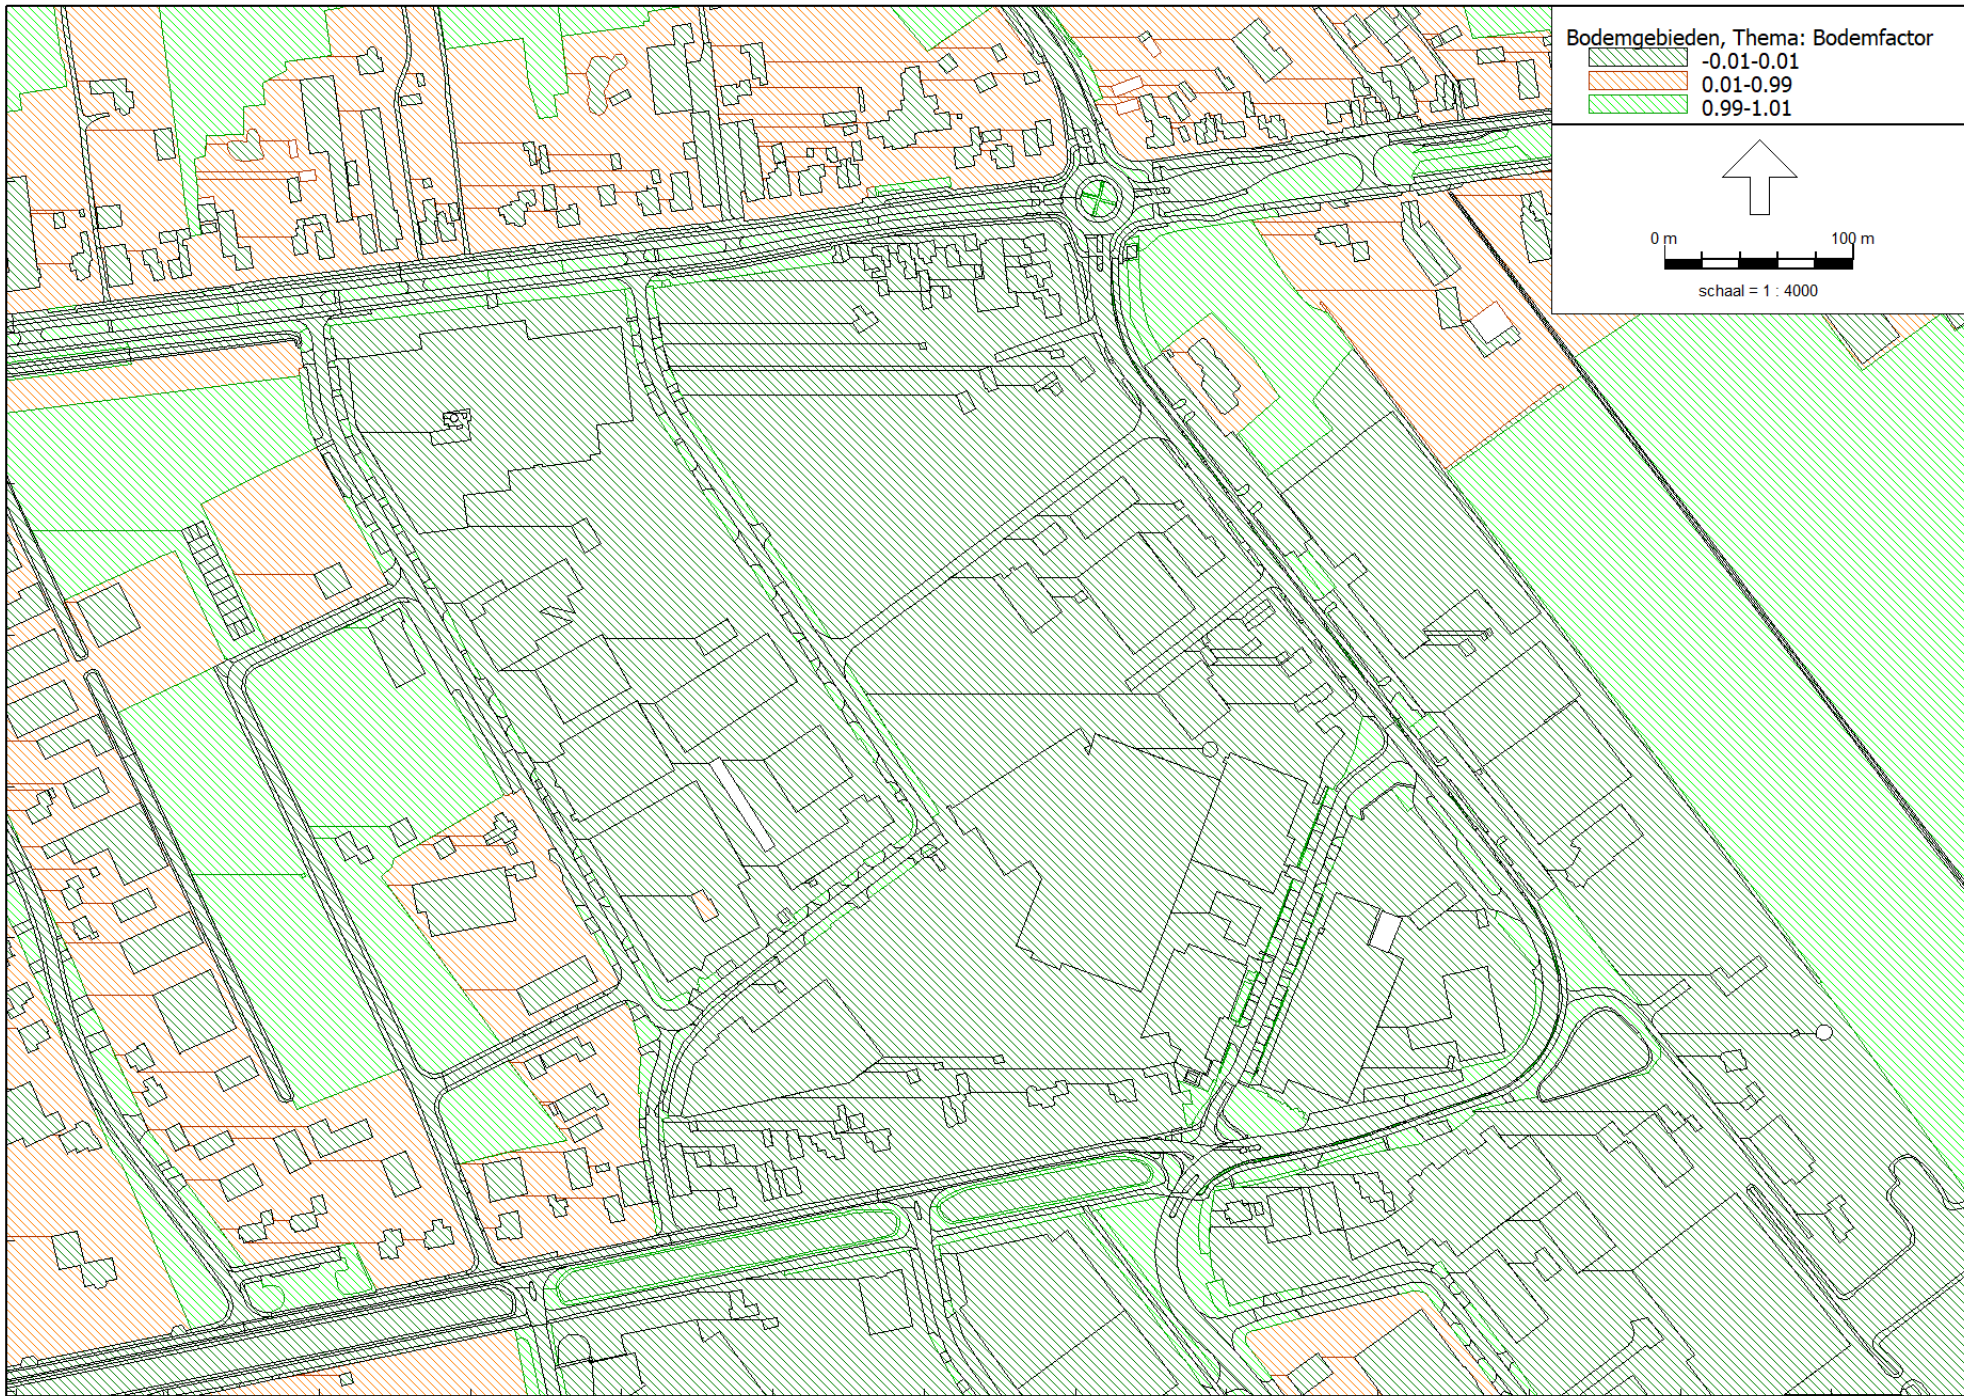 Bodemgebieden, Thema: Bodemfactor
-0.01-0.01
0.01-0.99
0.99-1.01
0 m 100 m
schaal = 1 : 4000